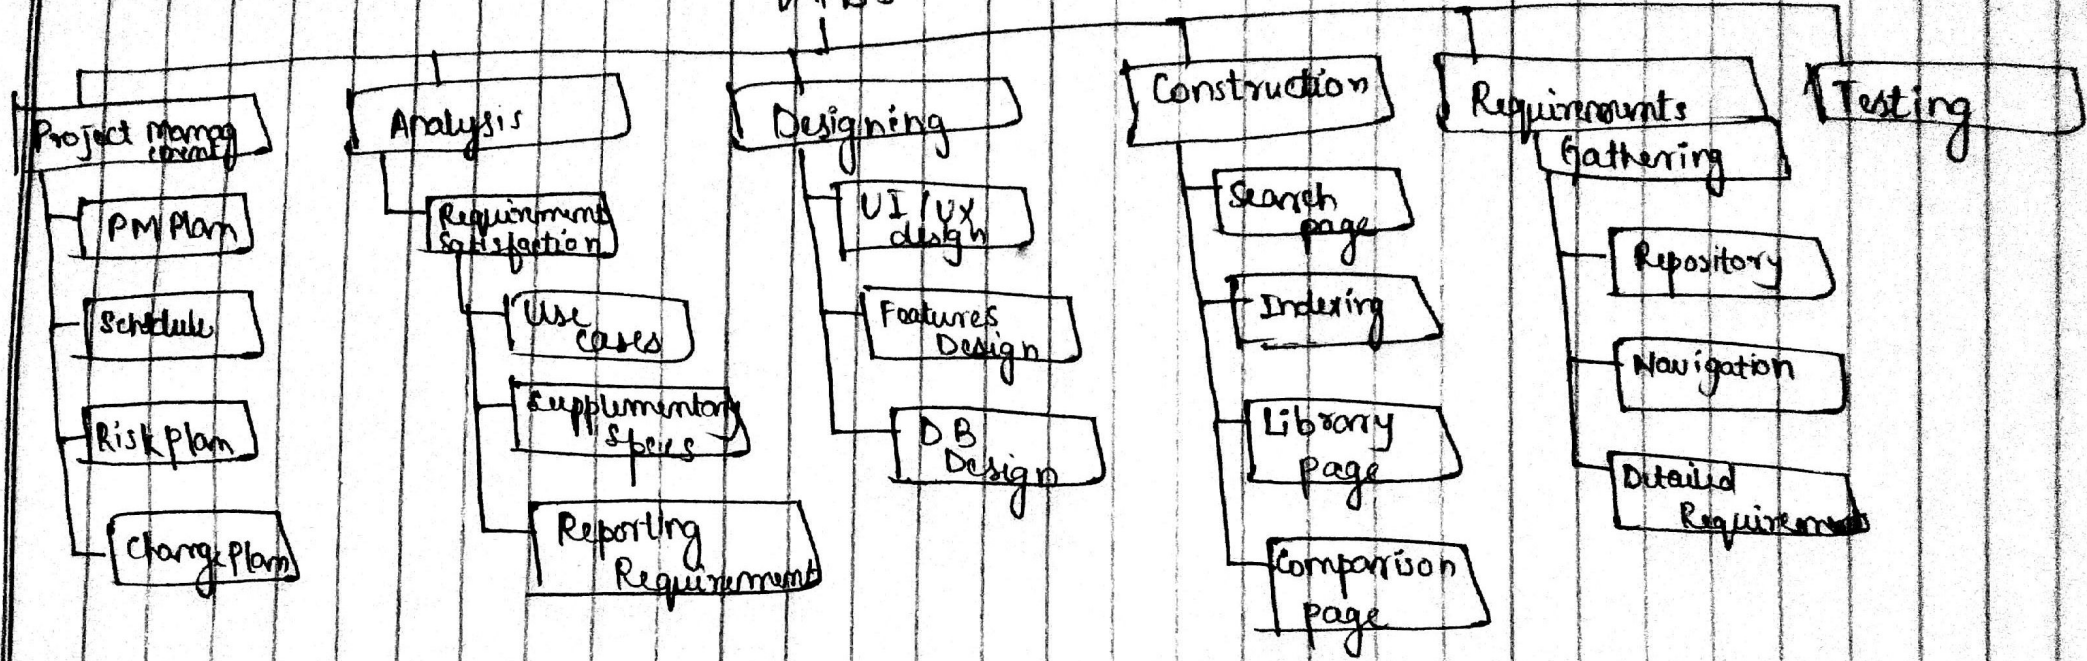 WBS
Project Manag
ement
PM Plan
Schedule
Risk Plan
Change Plan
Analysis
Requirement
Satisfaction
Use
cases
Supplementary
Specs
Reporting
Requirement
Designing
UI/UX
design
Features
Design
DB
Design
Construction
Search
page
Indexing
Library
page
Comparison
page
Requirements
Gathering
Repository
Navigation
Detailed
Requirements
Testing